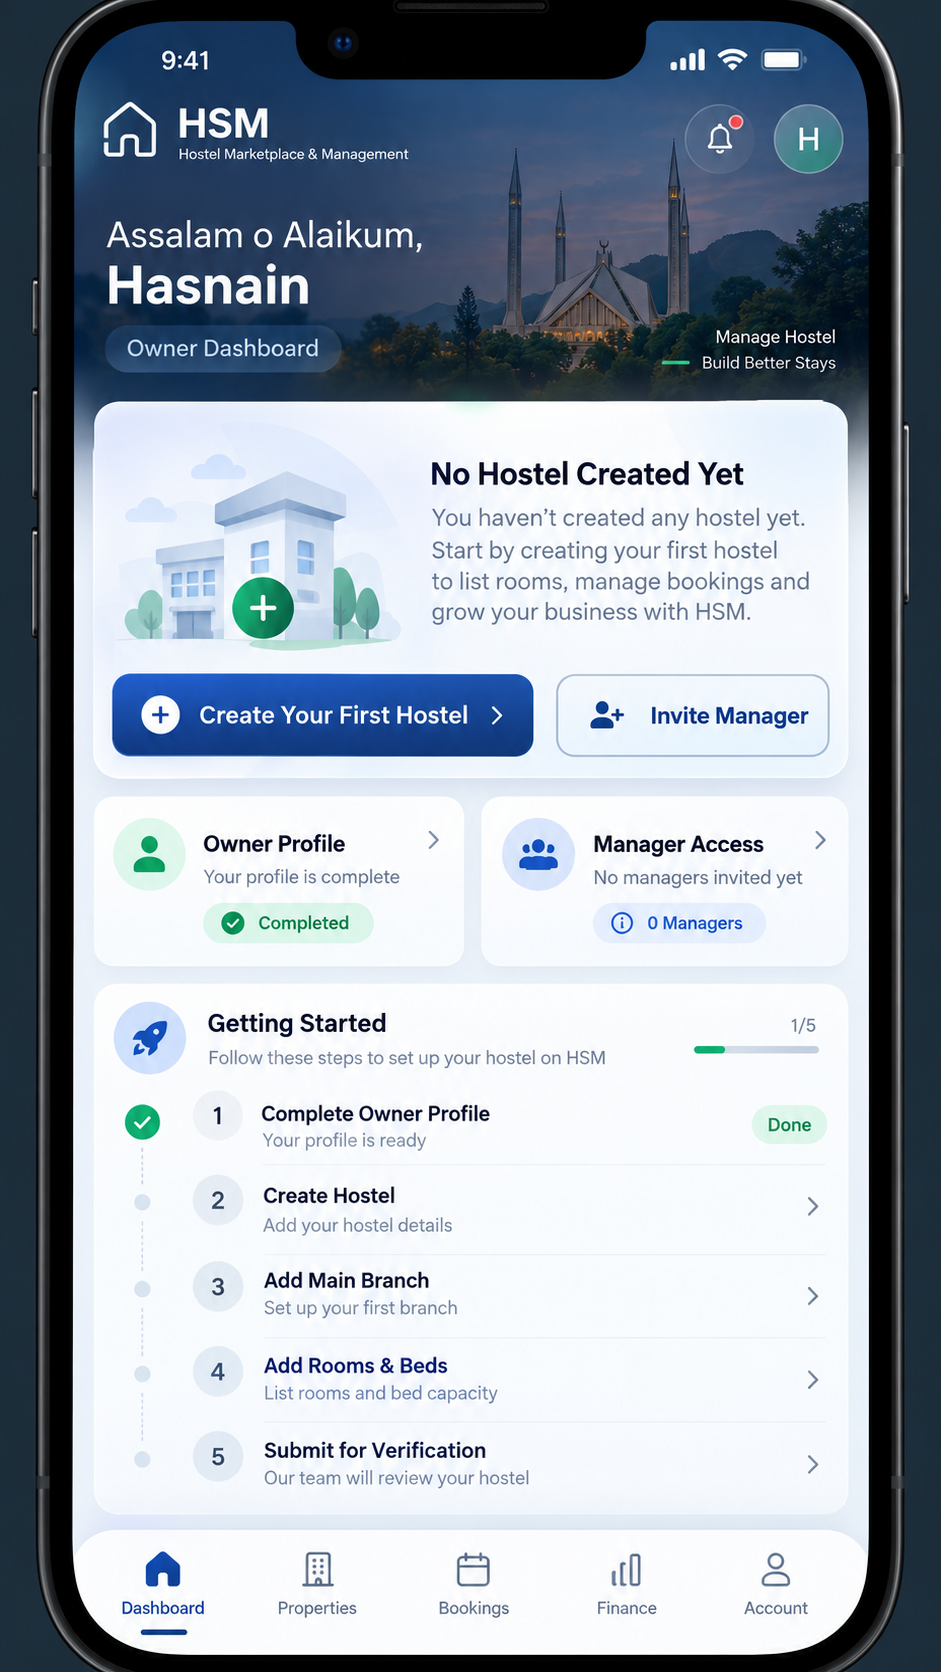 9:41
HSM
Hostel Marketplace & Management
H
Assalam o Alaikum,
Hasnain
Owner Dashboard
Manage Hostel
Build Better Stays
No Hostel Created Yet
You haven’t created any hostel yet.
Start by creating your first hostel
to list rooms, manage bookings and
grow your business with HSM.
Create Your First Hostel
Invite Manager
Owner Profile
Your profile is complete
Completed
Manager Access
No managers invited yet
0 Managers
Getting Started
Follow these steps to set up your hostel on HSM
1/5
1
Complete Owner Profile
Your profile is ready
Done
2
Create Hostel
Add your hostel details
3
Add Main Branch
Set up your first branch
4
Add Rooms & Beds
List rooms and bed capacity
5
Submit for Verification
Our team will review your hostel
Dashboard
Properties
Bookings
Finance
Account